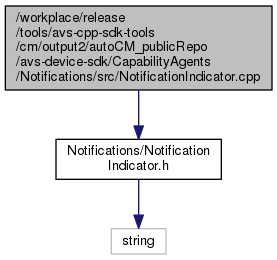 /workplace/release
/tools/avs-cpp-sdk-tools
/cm/output2/autoCM_publicRepo
/avs-device-sdk/CapabilityAgents
/Notifications/src/NotificationIndicator.cpp
Notifications/Notification
Indicator.h
string